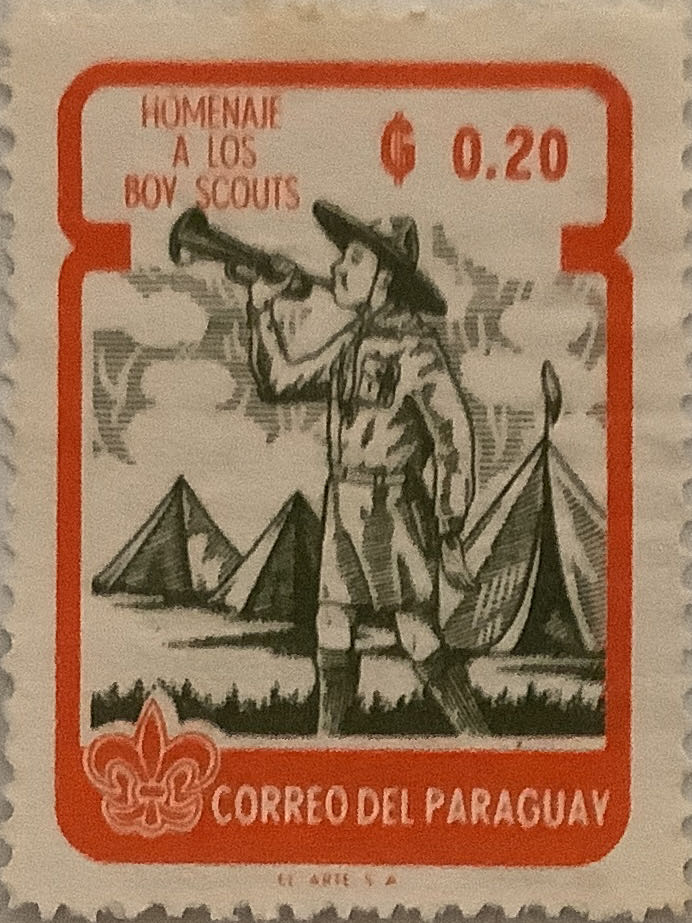 HOMENAJE
A LOS
BOY SCOUTS
₲ 0.20
CORREO DEL PARAGUAY
EL ARTE S A